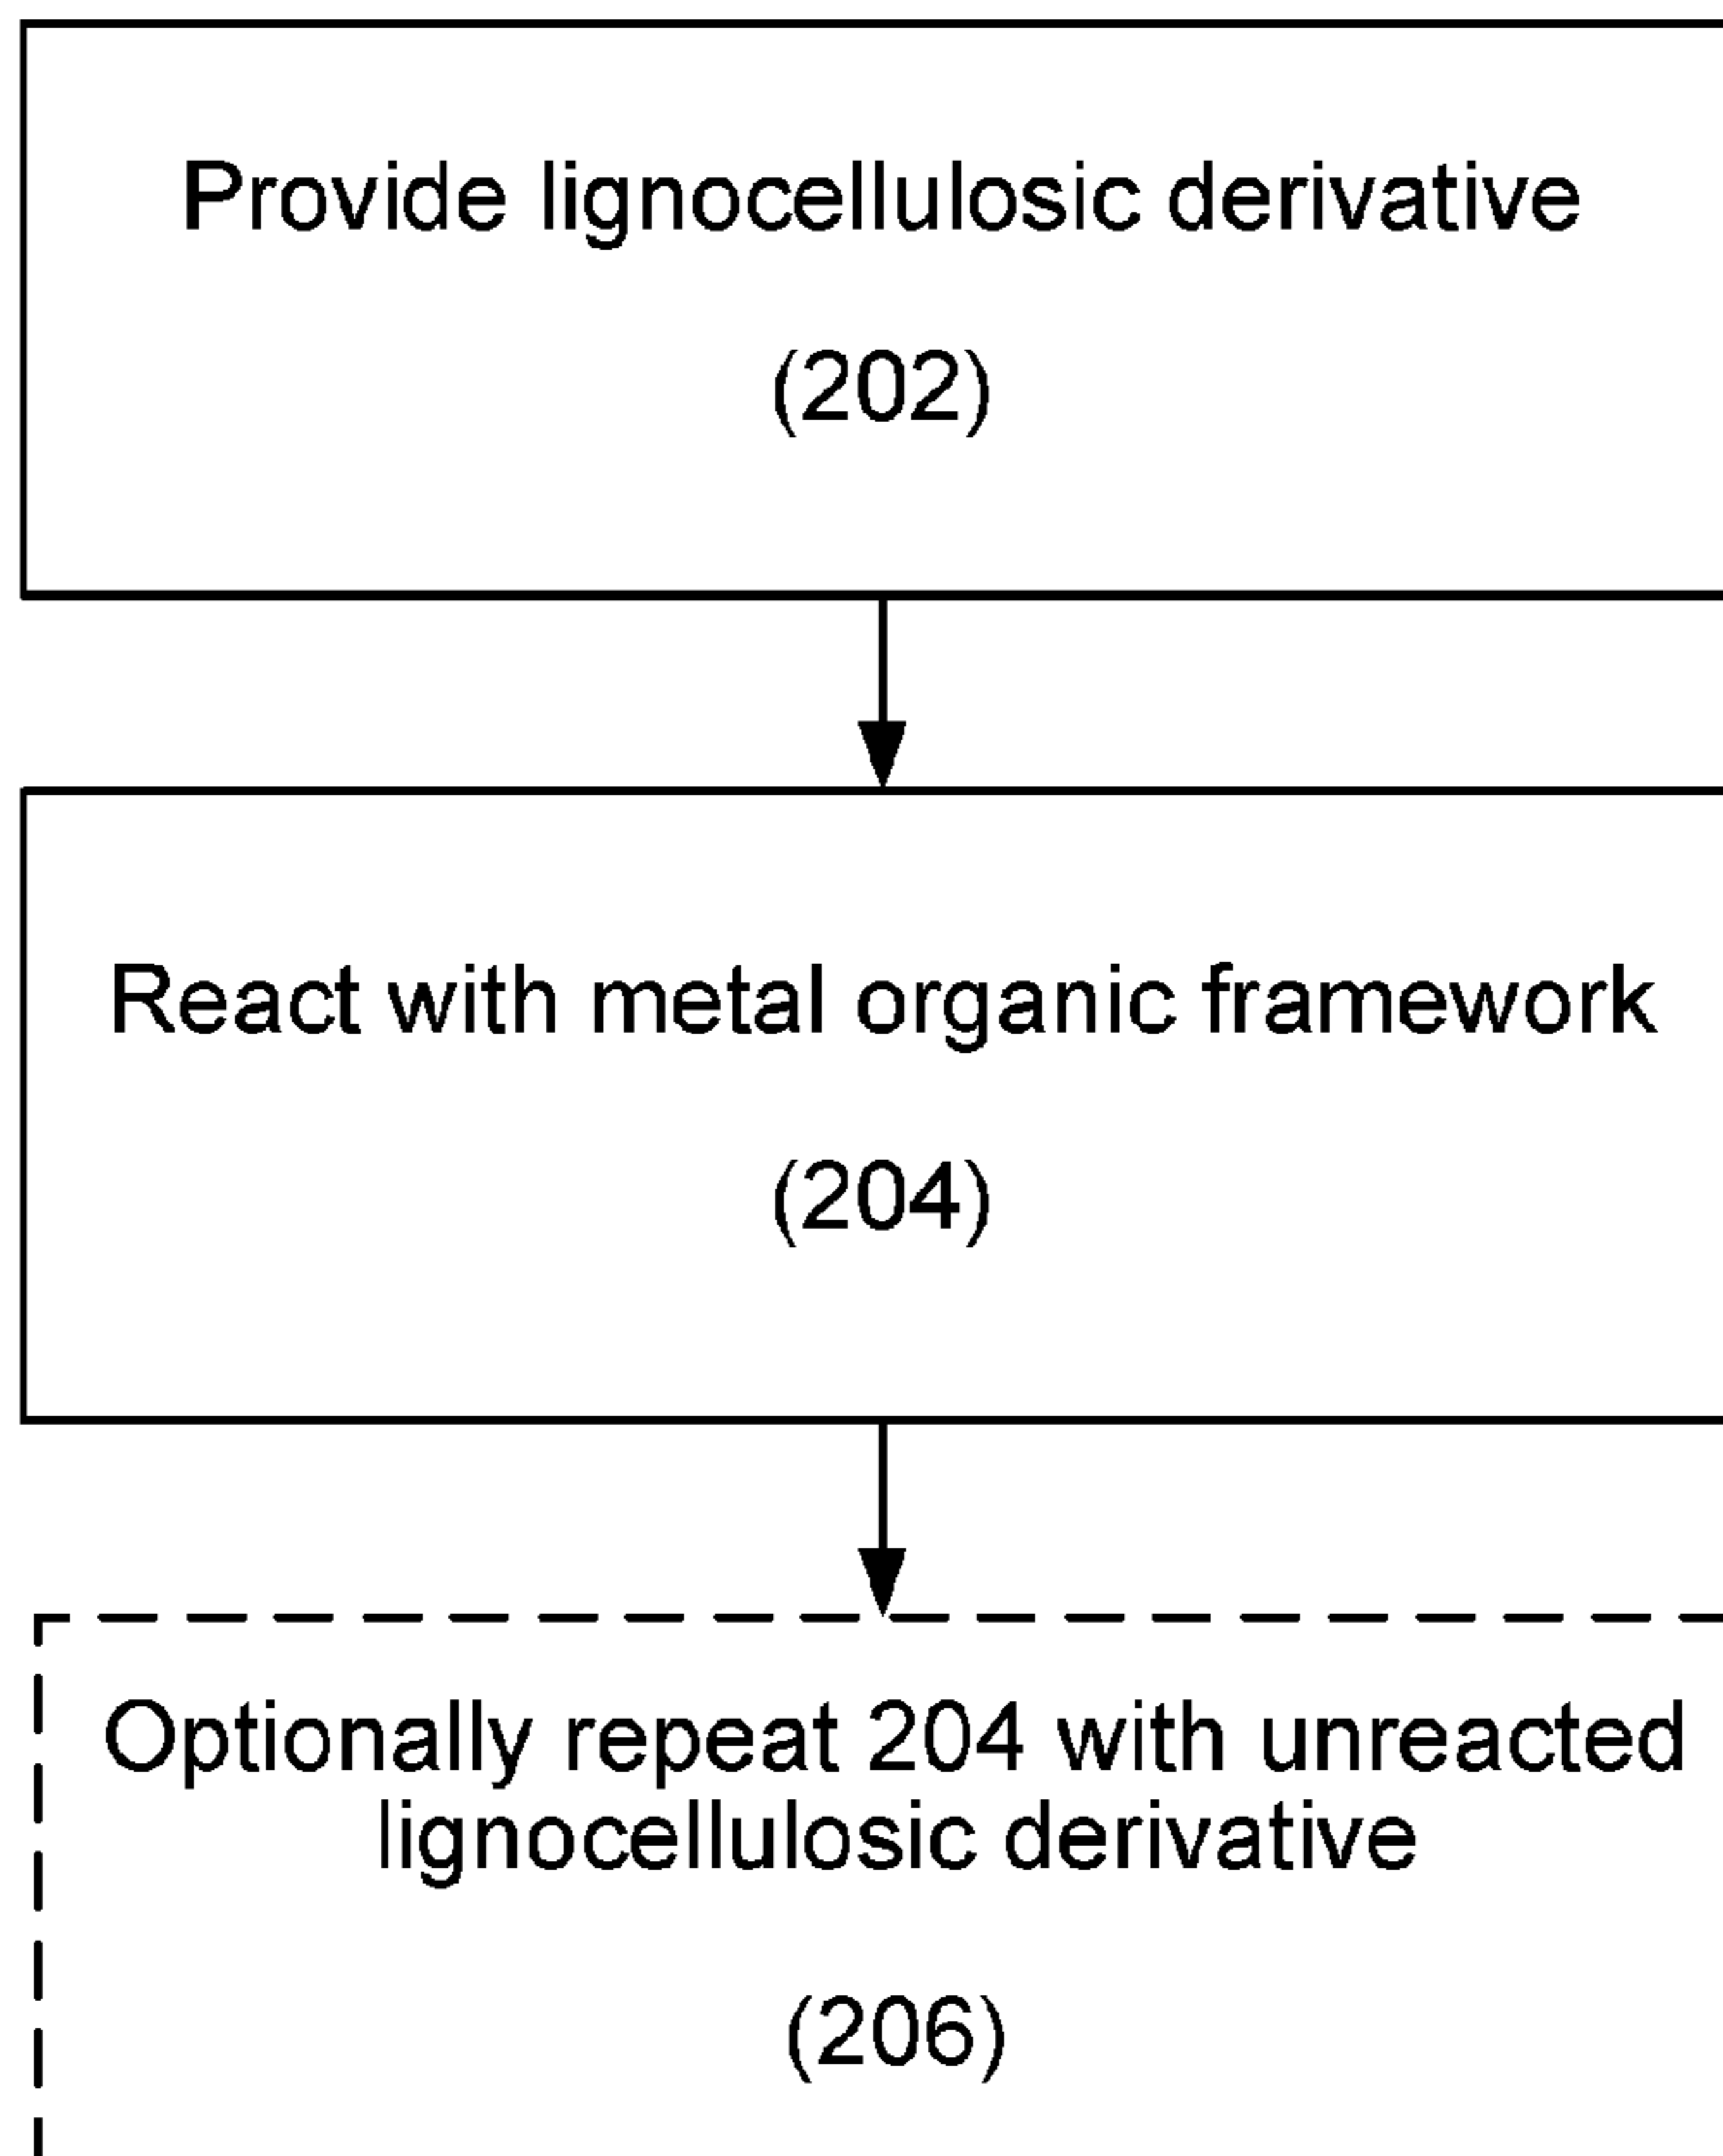 Provide lignocellulosic derivative
(202)
React with metal organic framework
(204)
Optionally repeat 204 with unreacted
lignocellulosic derivative
(206)